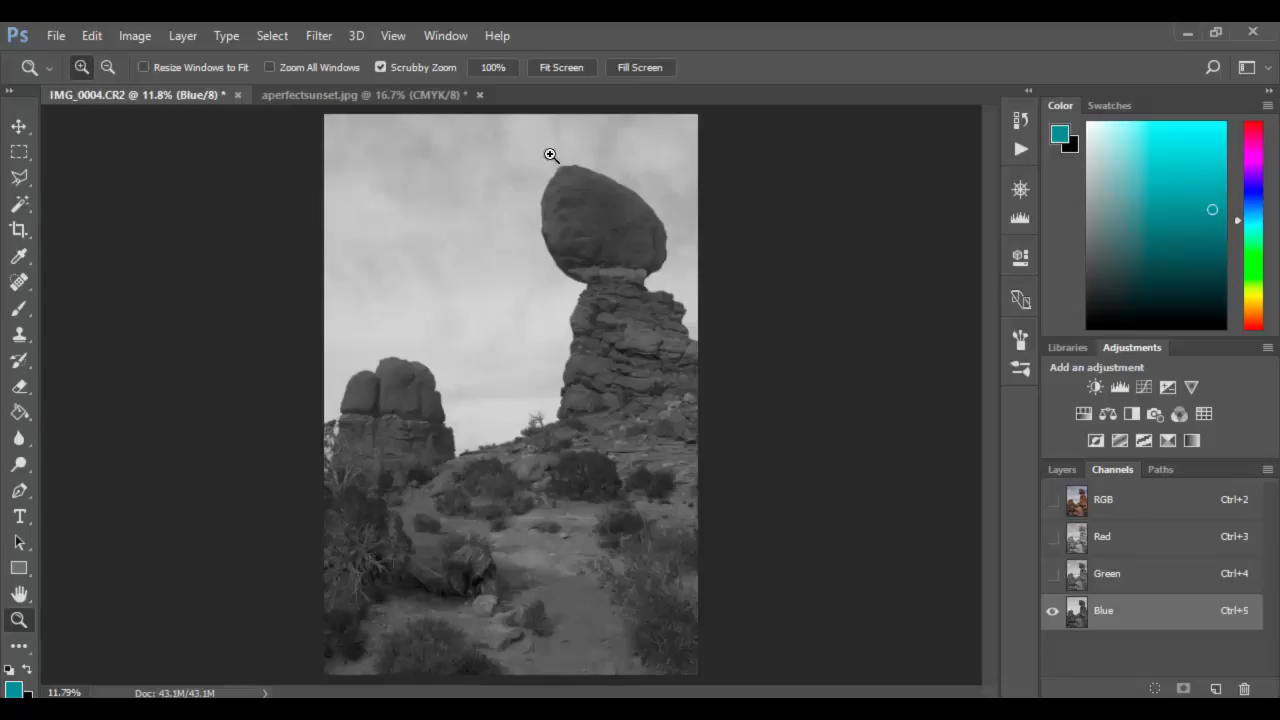 Ps File Edit Image Layer Type Select Filter 3D View Window Help
Resize Windows to Fit Zoom All Windows Scrubby Zoom 100% Fit Screen Fill Screen
IMG_0004.CR2 @ 11.8% (Blue/8) * aperfectsunset.jpg @ 16.7% (CMYK/8) *
Color Swatches
Libraries Adjustments
Add an adjustment
Layers Channels Paths
RGB Ctrl+2
Red Ctrl+3
Green Ctrl+4
Blue Ctrl+5
11.79% Doc: 43.1M/43.1M